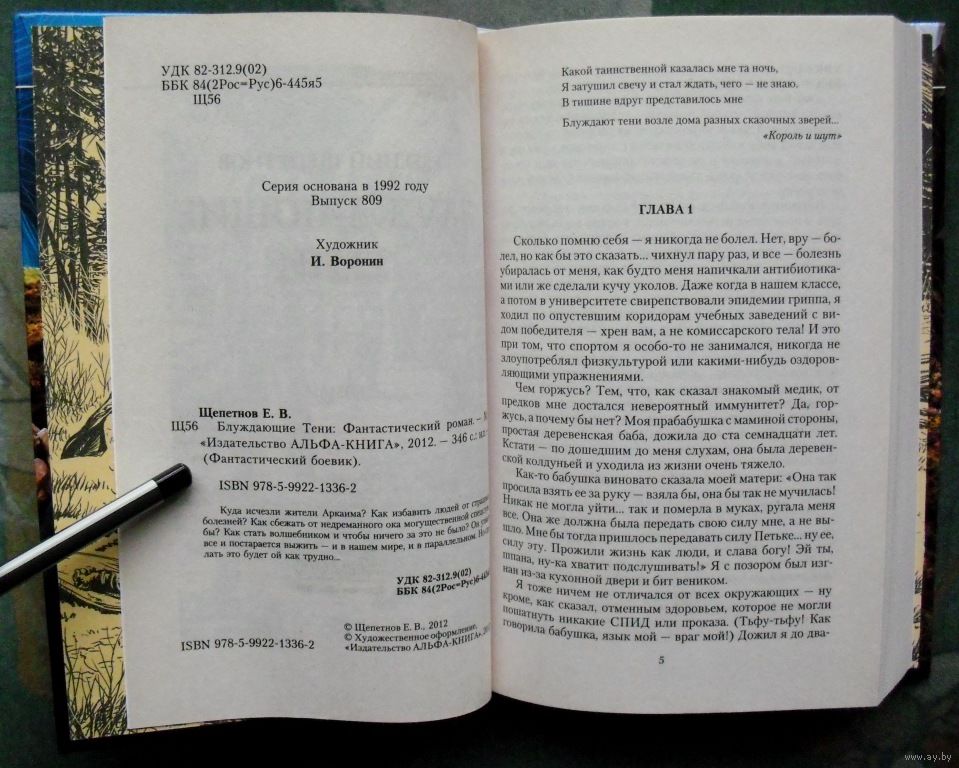 УДК 82-312.9(02)
ББК 84(2Рос=Рус)6-445я5
Щ56
Серия основана в 1992 году
Выпуск 809
Художник
И. Воронин
Щепетнов Е. В.
Щ56 Блуждающие Тени: Фантастический роман. – М
«Издательство АЛЬФА-КНИГА», 2012. – 346 с.: ил.
(Фантастический боевик).
ISBN 978-5-9922-1336-2
Куда исчезли жители Аркаима? Как избавить людей от
болезней? Как сбежать от недреманного ока могущественной
бы? Как стать волшебником и чтобы ничего за это не было? Он
все и постарается выжить — и в нашем мире, и в параллельном.
лать это будет ой как трудно...
УДК 82-312.9(02)
ББК 84(2Рос=Рус)6-445
© Щепетнов Е. В., 2012
© Художественное оформление,
«Издательство АЛЬФА-КНИГА»,
ISBN 978-5-9922-1336-2
Какой таинственной казалась мне та ночь,
Я затушил свечу и стал ждать, чего — не знаю.
В тишине вдруг представилось мне
Блуждают тени возле дома разных сказочных зверей...
«Король и шут»
ГЛАВА 1
Сколько помню себя — я никогда не болел. Нет, вру — бо-
лел, но как бы это сказать... чихнул пару раз, и все — болезнь
убиралась от меня, как будто меня напичкали антибиотика-
ми или же сделали кучу уколов. Даже когда в нашем классе,
а потом в университете свирепствовали эпидемии гриппа, я
ходил по опустевшим коридорам учебных заведений с ви-
дом победителя — хрен вам, а не комиссарского тела! И это
при том, что спортом я особо-то не занимался, никогда не
злоупотреблял физкультурой или какими-нибудь оздоров-
ляющими упражнениями.
Чем горжусь? Тем, что, как сказал знакомый медик, от
предков мне достался невероятный иммунитет? Да, гор-
жусь, а почему бы нет? Моя прабабушка с маминой стороны,
простая деревенская баба, дожила до ста семнадцати лет.
Кстати — по дошедшим до меня слухам, она была деревен-
ской колдуньей и уходила из жизни очень тяжело.
Как-то бабушка виновато сказала моей матери: «Она так
просила взять ее за руку — взяла бы, она бы так не мучилась!
Никак не могла уйти... так и померла в муках, ругала меня
все. Она же должна была передать свою силу мне, а не вы-
шло. Мне бы тогда пришлось передавать силу Петьке... ну ее,
силу эту. Прожили жизнь как люди, и слава богу! Эй ты,
шпана, ну-ка хватит подслушивать!» Я с позором был изг-
нан из-за кухонной двери и бит веником.
Я тоже ничем не отличался от всех окружающих — ну
кроме, как сказал, отменным здоровьем, которое не могли
пошатнуть никакие СПИД или проказа. (Тьфу-тьфу! Как
говорила бабушка, язык мой — враг мой!) Дожил я до два-
5
www.ay.by